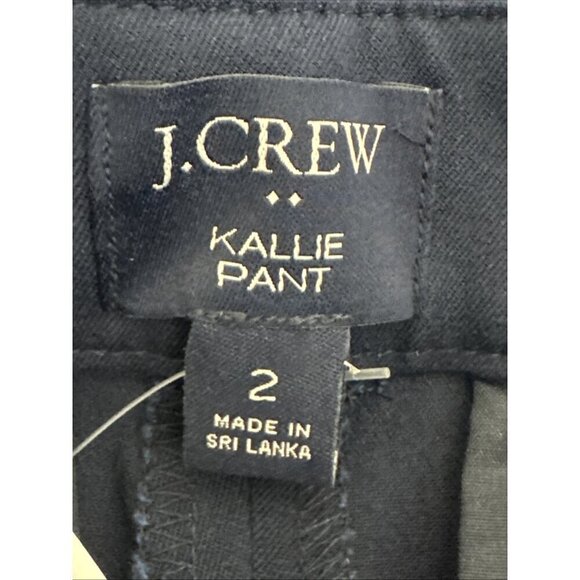 J.CREW
KALLIE
PANT
2
MADE IN
SRI LANKA